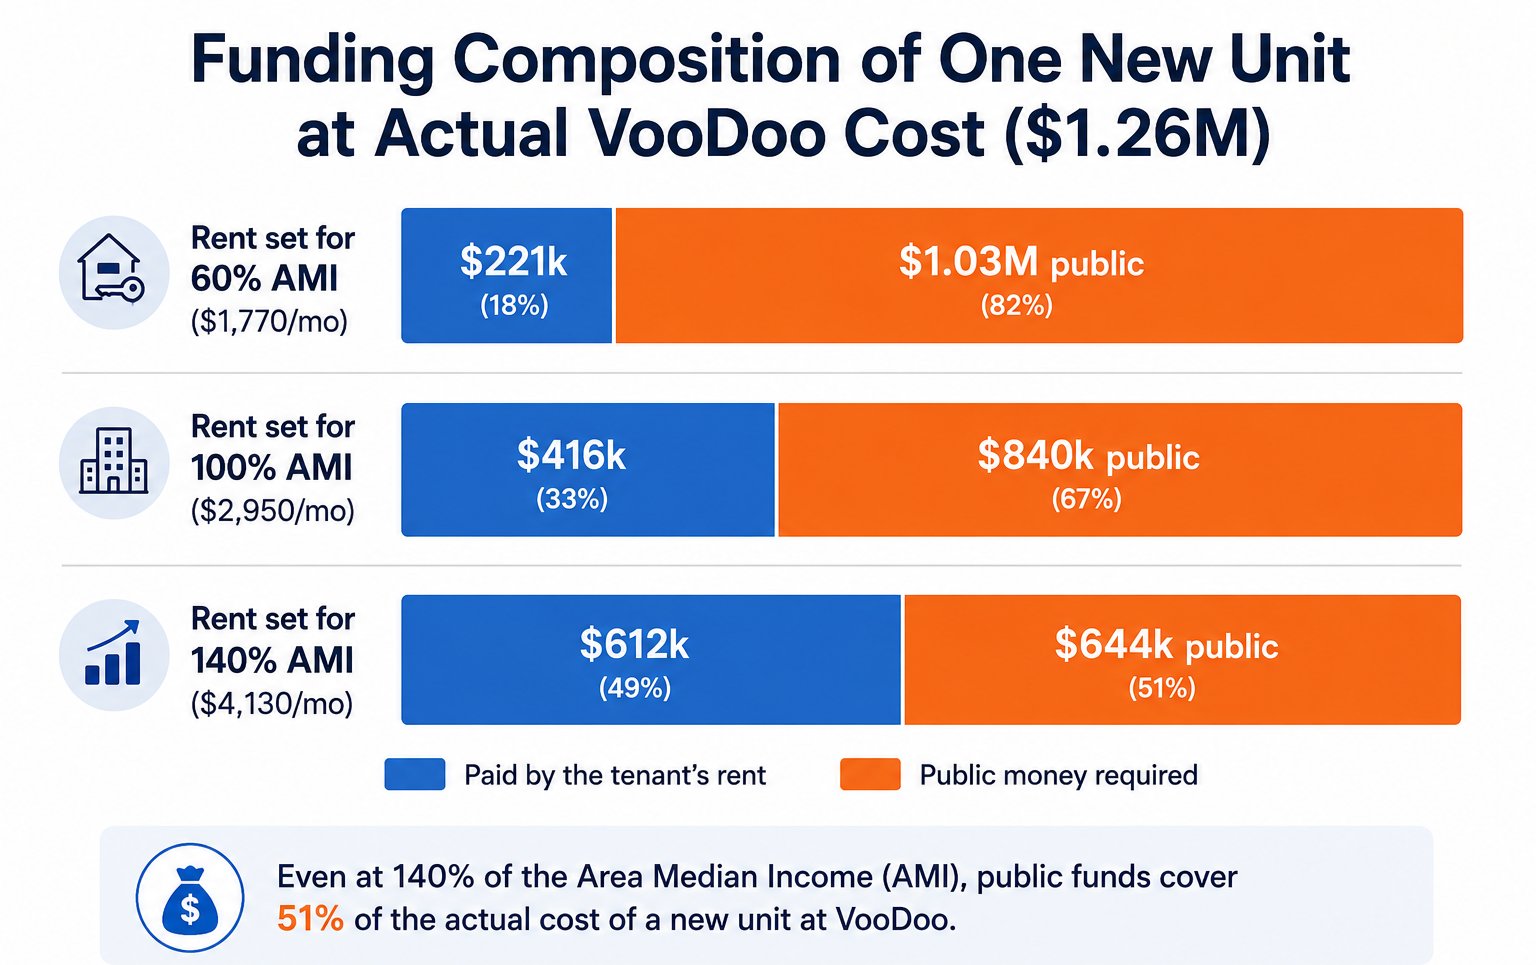 Funding Composition of One New Unit
at Actual VooDoo Cost ($1.26M)
Rent set for
60% AMI
($1,770/mo)
$221k
(18%)
$1.03M public
(82%)
Rent set for
100% AMI
($2,950/mo)
$416k
(33%)
$840k public
(67%)
Rent set for
140% AMI
($4,130/mo)
$612k
(49%)
$644k public
(51%)
Paid by the tenant's rent
Public money required
$
Even at 140% of the Area Median Income (AMI), public funds cover
51% of the actual cost of a new unit at VooDoo.